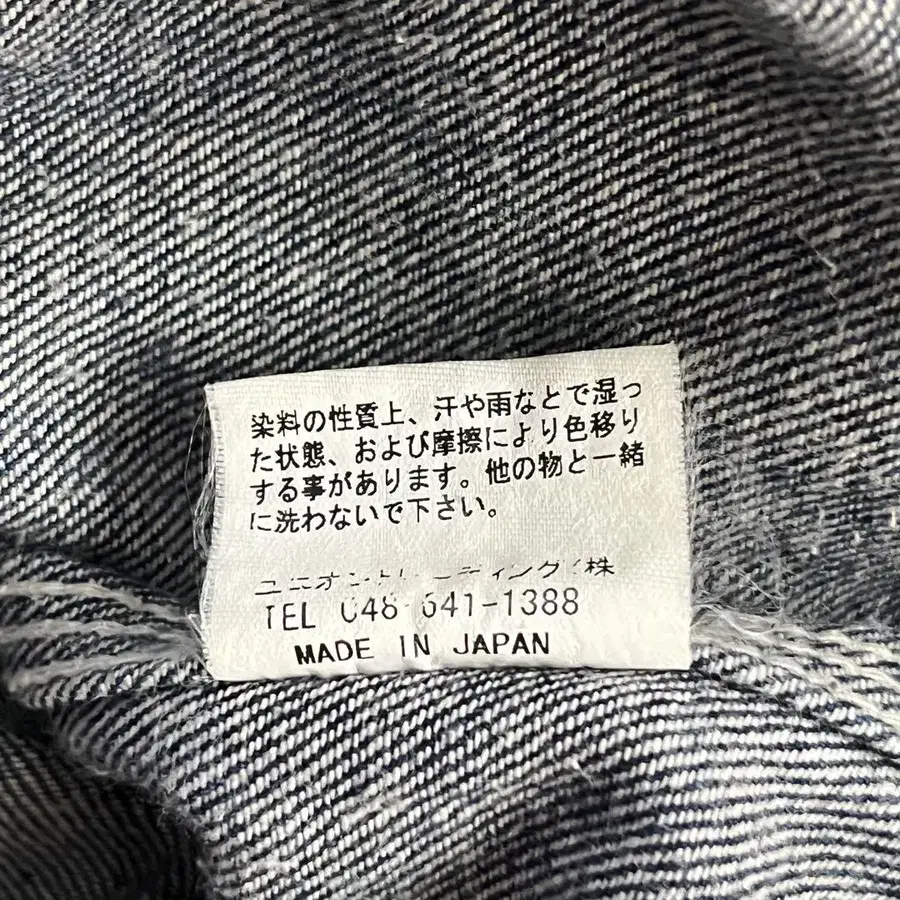 染料の性質上、汗や雨などで湿っ
た状態、および摩擦により色移り
する事があります。他の物と一緒
に洗わないで下さい。
ユニオントレーディング(株
TEL 048-641-1388
MADE IN JAPAN